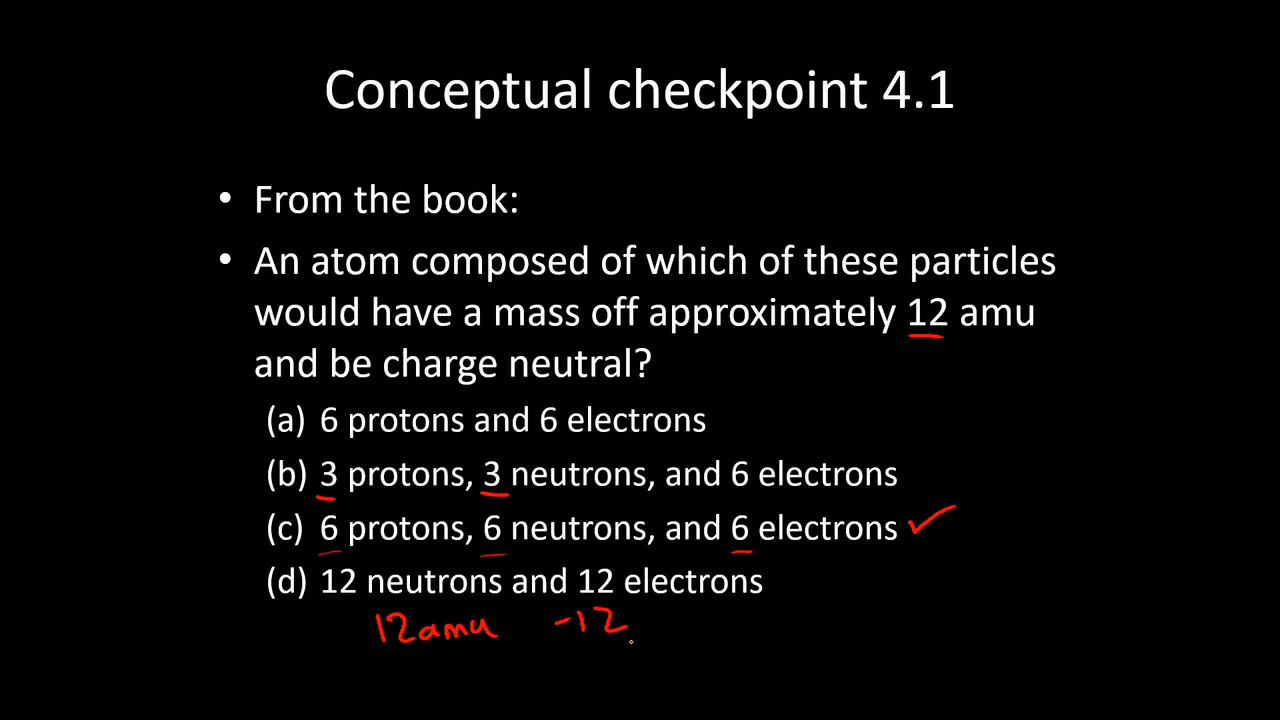 Conceptual checkpoint 4.1
• From the book:
• An atom composed of which of these particles
would have a mass off approximately 12 amu
and be charge neutral?
(a) 6 protons and 6 electrons
(b) 3 protons, 3 neutrons, and 6 electrons
(c) 6 protons, 6 neutrons, and 6 electrons ✓
(d) 12 neutrons and 12 electrons
12amu -12